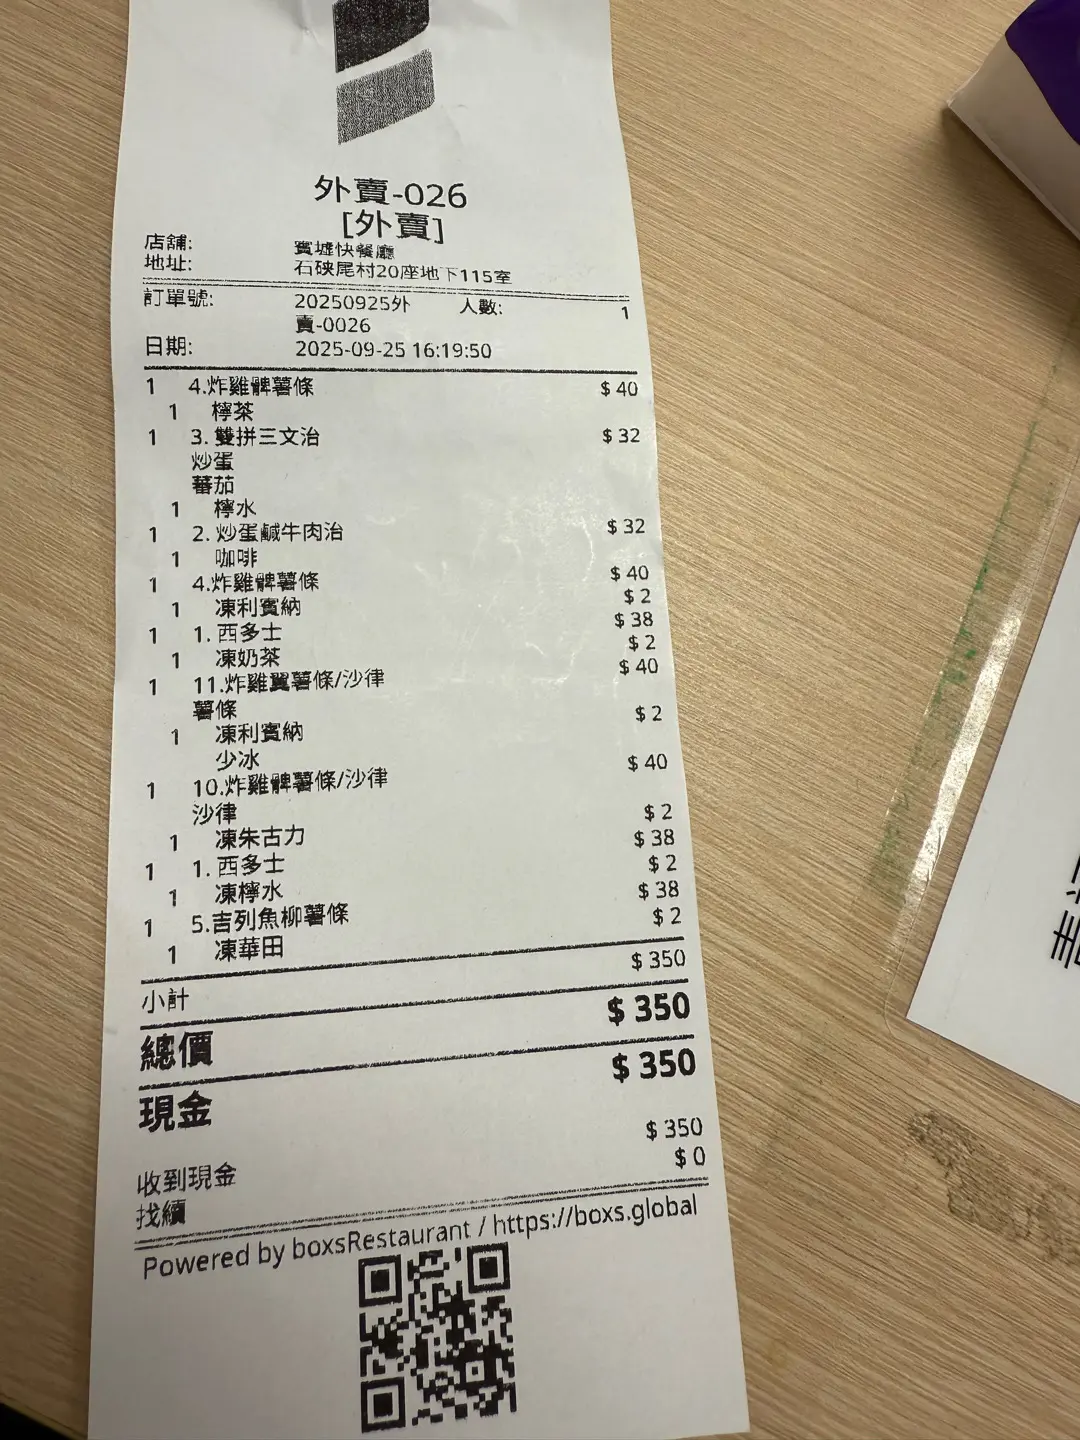 外賣-026
[外賣]
店舖: 賓墟快餐廳
地址: 石硤尾村20座地下115室
訂單號: 20250925外 人數: 1
賣-0026
日期: 2025-09-25 16:19:50
1 4.炸雞髀薯條 $ 40
1 檸茶
1 3. 雙拼三文治 $ 32
炒蛋
蕃茄
1 檸水
1 2. 炒蛋鹹牛肉治 $ 32
1 咖啡
1 4.炸雞髀薯條 $ 40
1 凍利賓納 $ 2
1 1. 西多士 $ 38
1 凍奶茶 $ 2
1 11.炸雞翼薯條/沙律 $ 40
薯條
1 凍利賓納 $ 2
少冰
1 10.炸雞髀薯條/沙律 $ 40
沙律
1 凍朱古力 $ 2
1 1. 西多士 $ 38
1 凍檸水 $ 2
1 5.吉列魚柳薯條 $ 38
1 凍華田 $ 2
小計 $ 350
總價 $ 350
現金 $ 350
收到現金 $ 350
找續 $ 0
Powered by boxsRestaurant / https://boxs.global